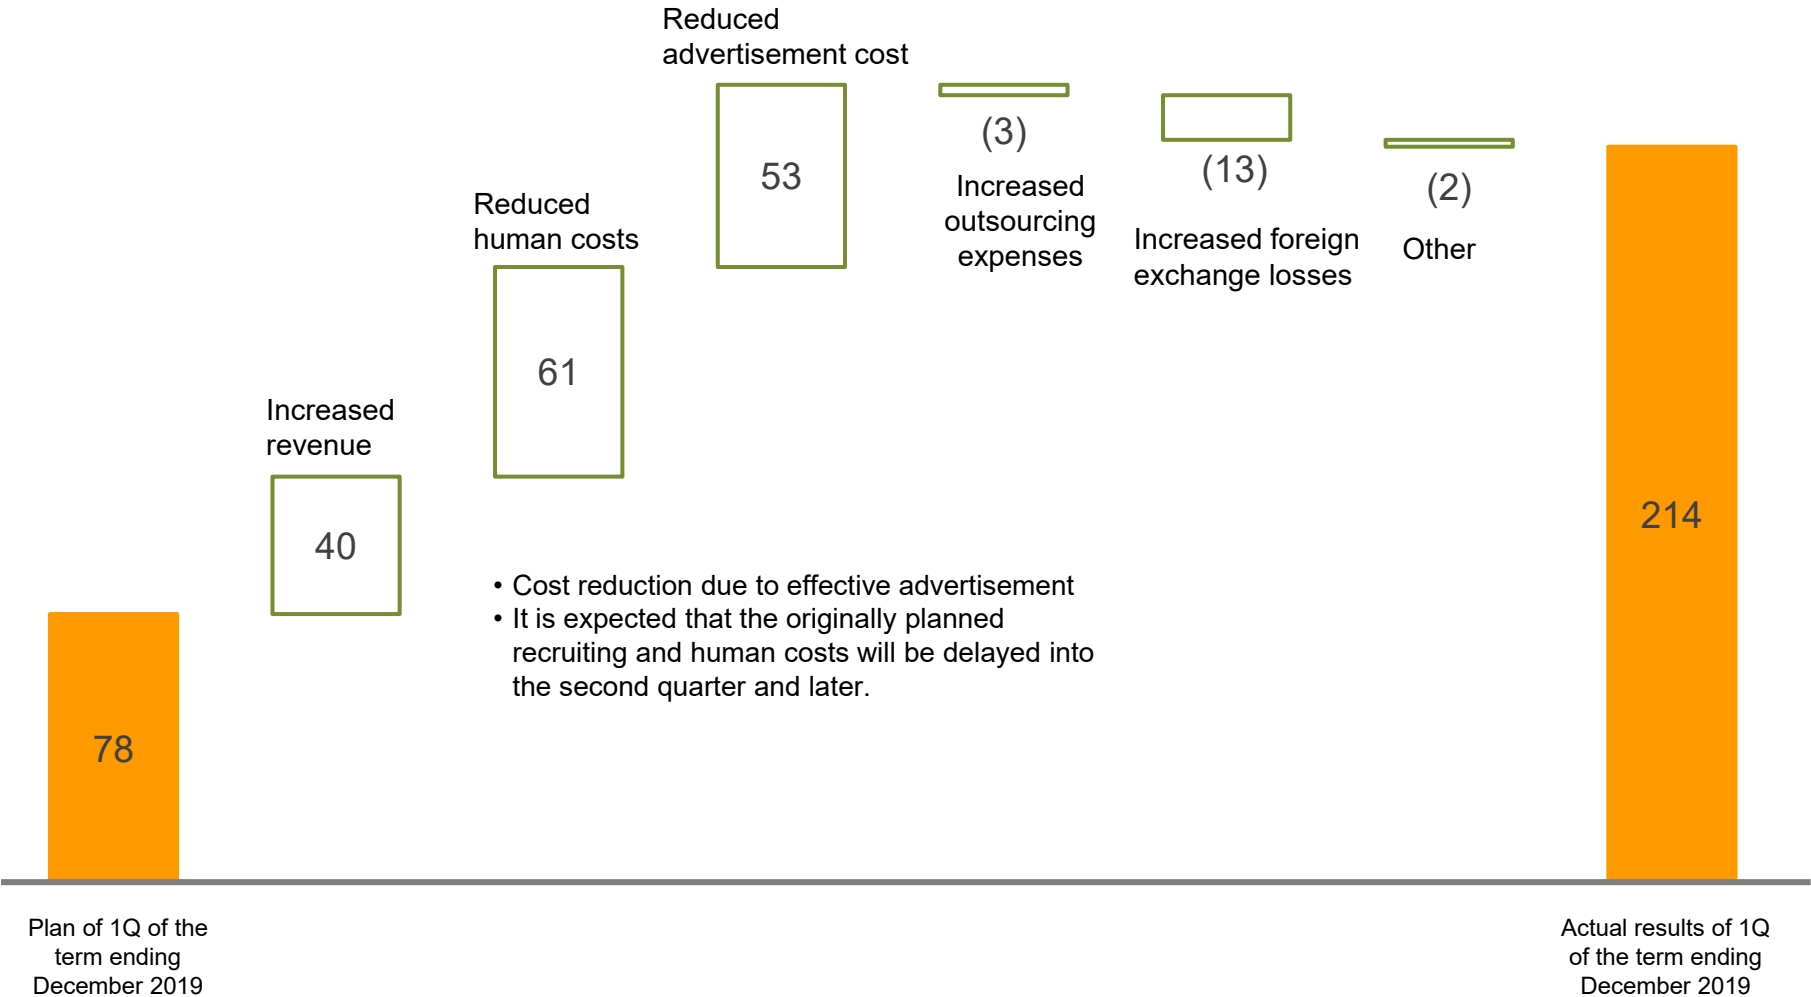 Reduced
advertisement cost
53
(3)
Increased
outsourcing
expenses
(13)
Increased foreign
exchange losses
(2)
Other
Reduced
human costs
61
Increased
revenue
40
• Cost reduction due to effective advertisement
• It is expected that the originally planned
recruiting and human costs will be delayed into
the second quarter and later.
78
214
Plan of 1Q of the
term ending
December 2019
Actual results of 1Q
of the term ending
December 2019